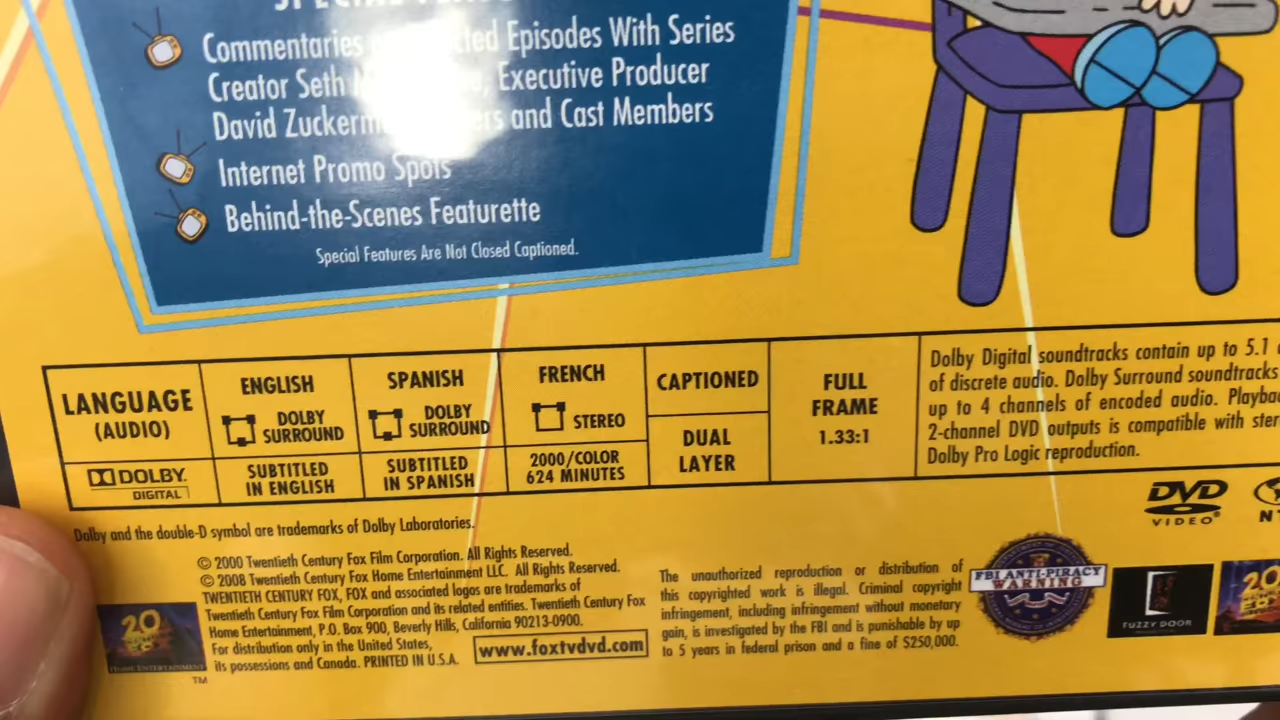 Commentaries Episodes With Series
Creator Seth Executive Producer
David and Cast Members
Internet Promo Spots
Behind-the-Scenes Featurette
Special Features Are Not Closed Captioned.
LANGUAGE
(AUDIO)
DOLBY
DIGITAL
ENGLISH
DOLBY
SURROUND
SUBTITLED
IN ENGLISH
SPANISH
DOLBY
SURROUND
SUBTITLED
IN SPANISH
FRENCH
STEREO
2000/COLOR
624 MINUTES
CAPTIONED
DUAL
LAYER
FULL
FRAME
1.33:1
Dolby Digital soundtracks contain up to 5.1
of discrete audio. Dolby Surround soundtracks
up to 4 channels of encoded audio.
2-channel DVD outputs is compatible with
Dolby Pro Logic reproduction.
DVD
VIDEO
Dolby and the double-D symbol are trademarks of Dolby Laboratories.
© 2000 Twentieth Century Fox Film Corporation. All Rights Reserved.
© 2008 Twentieth Century Fox Home Entertainment LLC. All Rights Reserved.
TWENTIETH CENTURY FOX, FOX and associated logos are trademarks of
Twentieth Century Fox Film Corporation and its related entities. Twentieth Century Fox
Home Entertainment, P.O. Box 900, Beverly Hills, California 90213-0900.
For distribution only in the United States,
its possessions and Canada. PRINTED IN U.S.A.
www.foxtvdvd.com
20
HOME ENTERTAINMENT
TM
The unauthorized reproduction or distribution of
this copyrighted work is illegal. Criminal copyright
infringement, including infringement without monetary
gain, is investigated by the FBI and is punishable by up
to 5 years in federal prison and a fine of $250,000.
FBI ANTI-PIRACY
WARNING
FUZZY DOOR
20